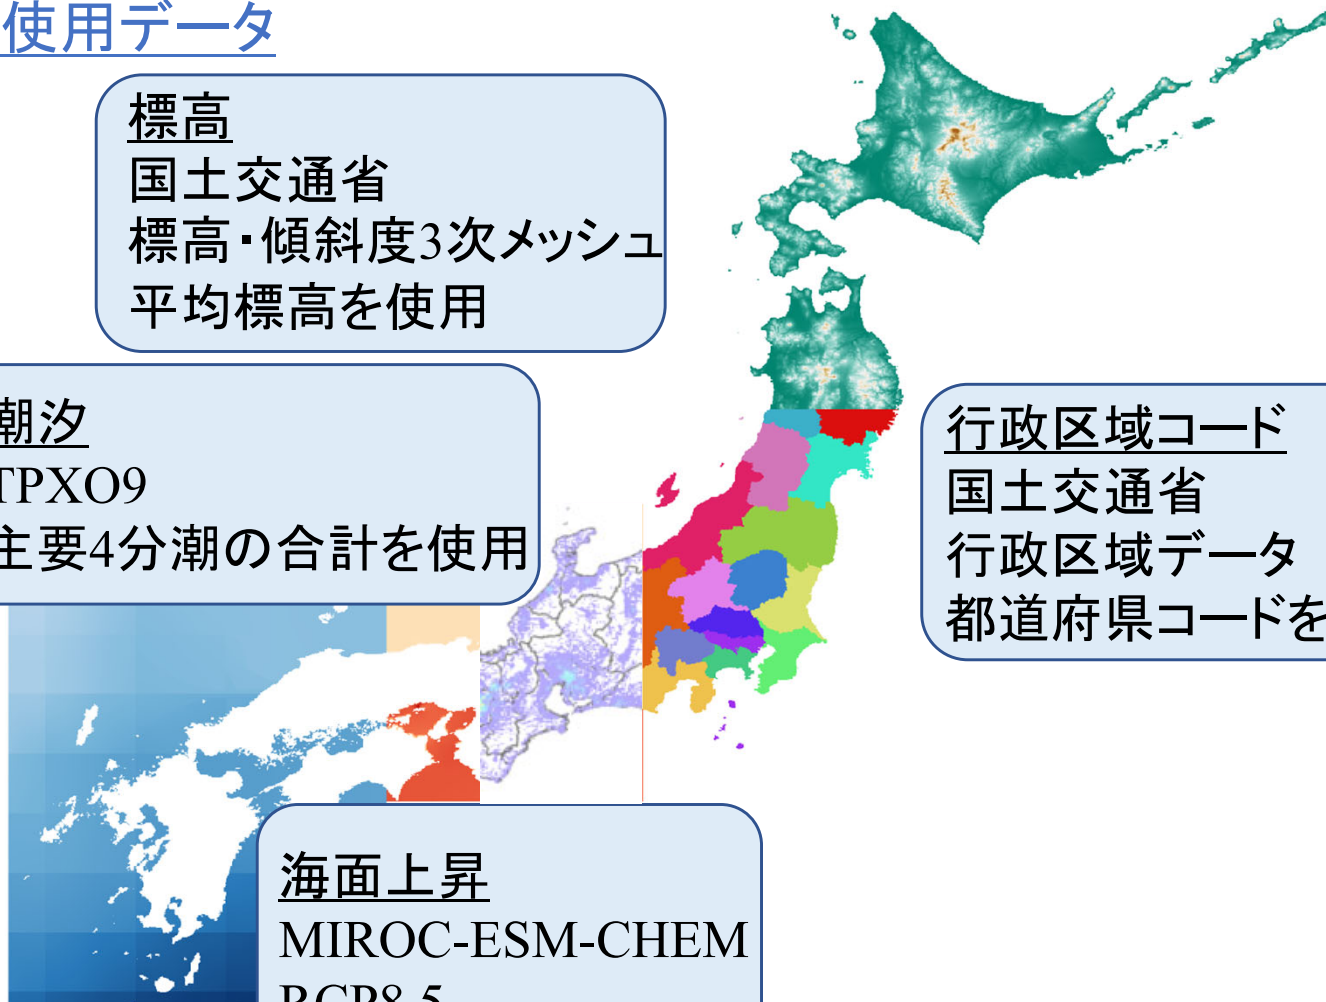 使用データ
標高
国土交通省
標高・傾斜度3次メッシュ
平均標高を使用
潮汐
TPXO9
主要4分潮の合計を使用
行政区域コード
国土交通省
行政区域データ
都道府県コードを
海面上昇
MIROC-ESM-CHEM
RCP8.5